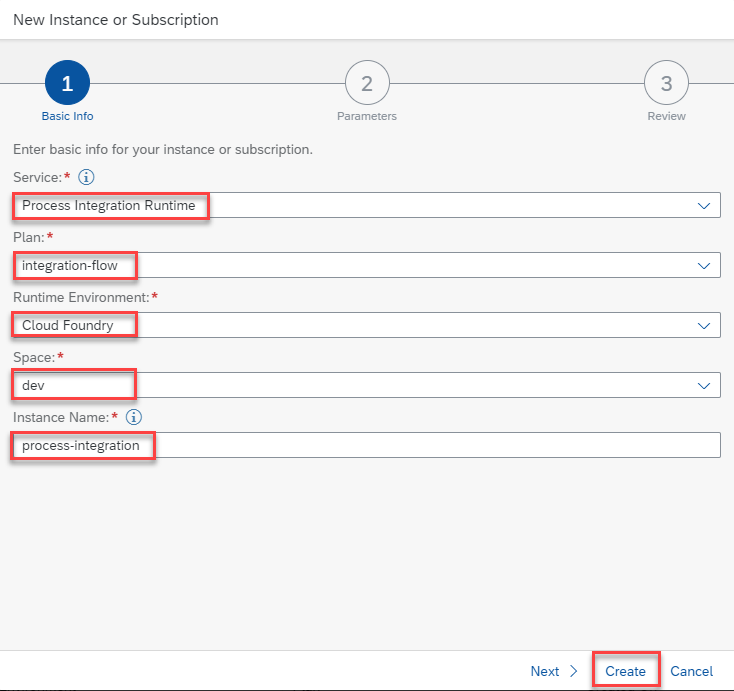 New Instance or Subscription
1 2 3
Basic Info Parameters Review
Enter basic info for your instance or subscription.
Service:*
Process Integration Runtime
Plan:*
integration-flow
Runtime Environment:*
Cloud Foundry
Space:*
dev
Instance Name:*
process-integration
Next Create Cancel